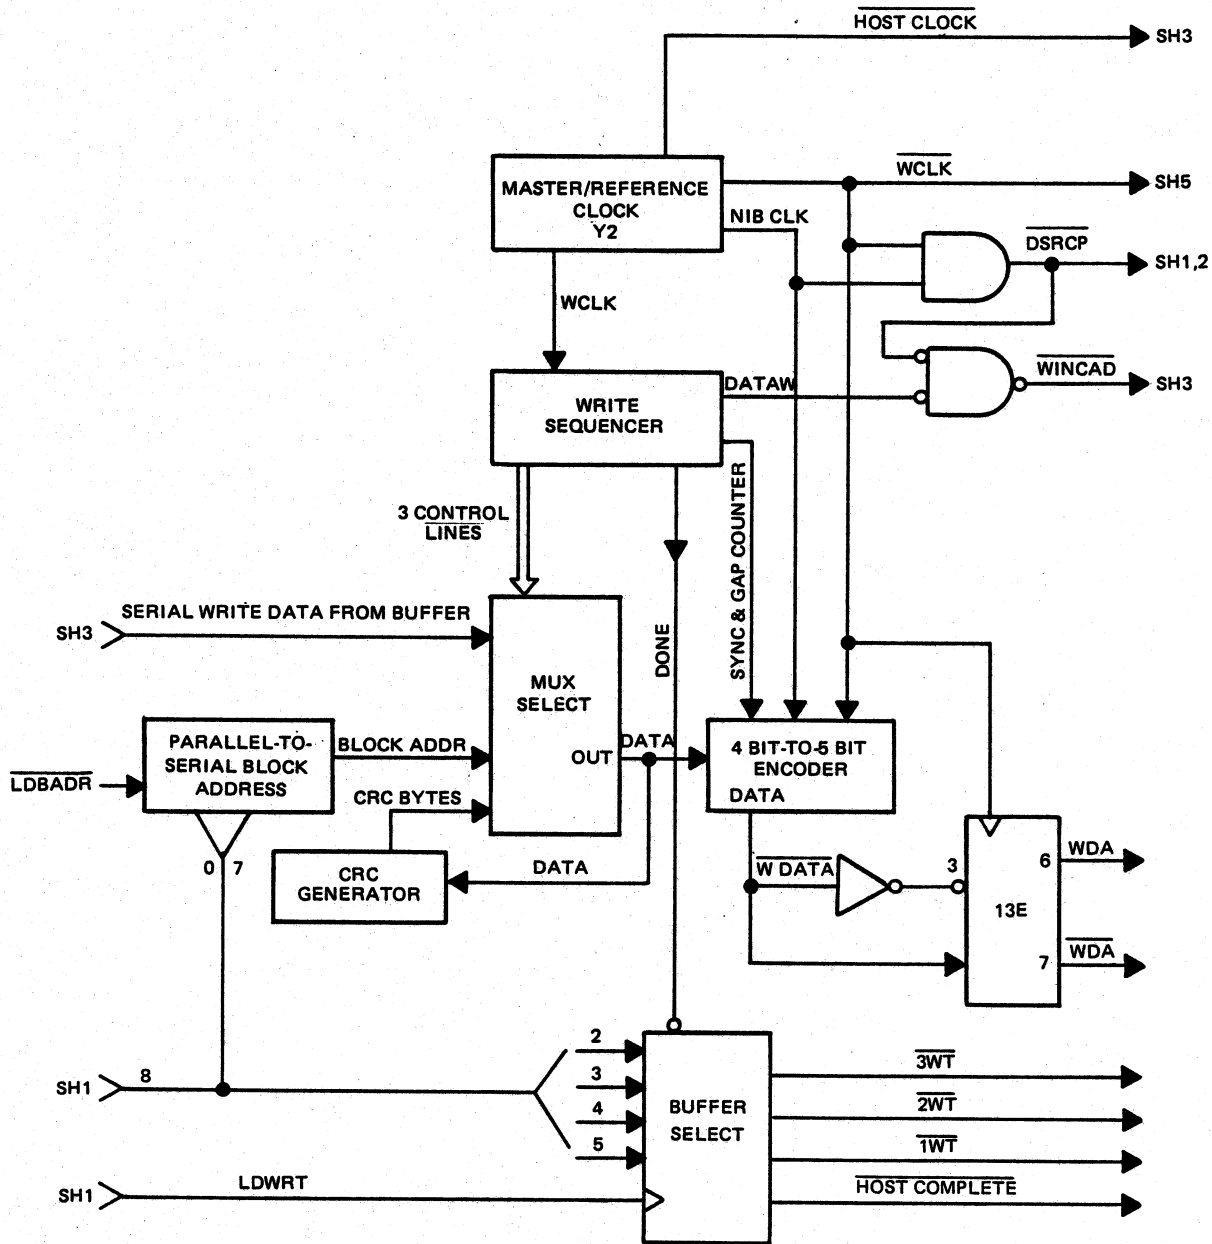 HOST CLOCK
SH3
MASTER/REFERENCE
CLOCK
Y2
WCLK
SH5
NIB CLK
DSRCP
SH1,2
WCLK
WRITE
SEQUENCER
DATAW
WINCAD
SH3
3 CONTROL
LINES
SYNC & GAP COUNTER
DONE
SERIAL WRITE DATA FROM BUFFER
SH3
MUX
SELECT
OUT
DATA
PARALLEL-TO-
SERIAL BLOCK
ADDRESS
BLOCK ADDR
LDBADR
4 BIT-TO-5 BIT
ENCODER
DATA
CRC BYTES
0 7
CRC
GENERATOR
DATA
W DATA
3
13E
6
WDA
7
WDA
SH1
8
2
3
4
5
BUFFER
SELECT
3WT
2WT
1WT
HOST COMPLETE
SH1
LDWRT